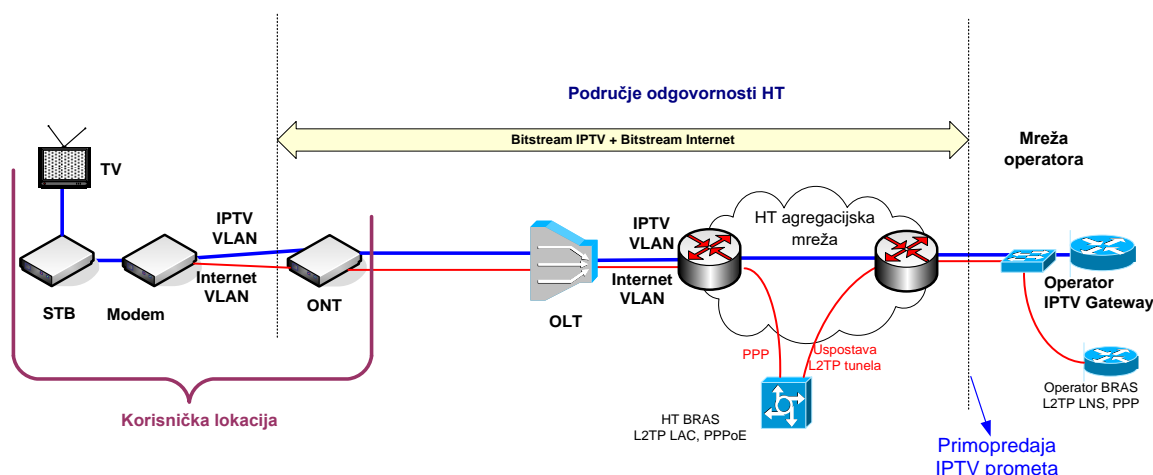 Područje odgovornosti HT
Bitstream IPTV + Bitstream Internet
Mreža
operatora
TV
IPTV
VLAN
Internet
VLAN
STB
Modem
ONT
OLT
IPTV
VLAN
Internet
VLAN
HT agregacijska
mreža
Operator
IPTV Gateway
PPP
Uspostava
L2TP tunela
HT BRAS
L2TP LAC, PPPoE
Operator BRAS
L2TP LNS, PPP
Korisnička lokacija
Primopredaja
IPTV prometa